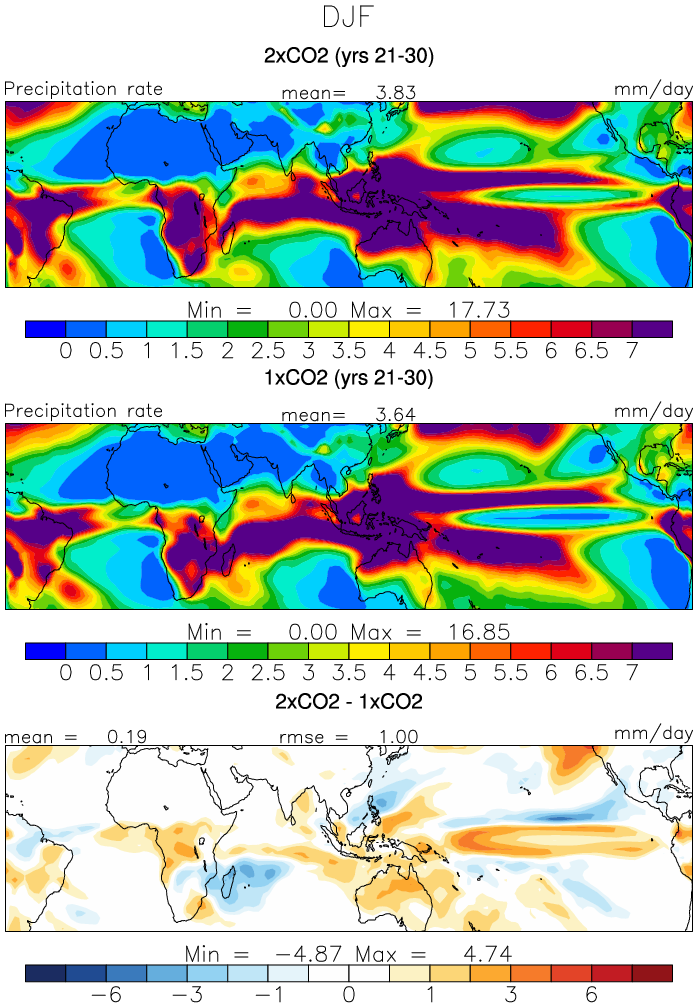 DJF
2xCO2 (yrs 21-30)
Precipitation rate mean= 3.83 mm/day
Min = 0.00 Max = 17.73
0 0.5 1 1.5 2 2.5 3 3.5 4 4.5 5 5.5 6 6.5 7
1xCO2 (yrs 21-30)
Precipitation rate mean= 3.64 mm/day
Min = 0.00 Max = 16.85
0 0.5 1 1.5 2 2.5 3 3.5 4 4.5 5 5.5 6 6.5 7
2xCO2 - 1xCO2
mean = 0.19 rmse = 1.00 mm/day
Min = -4.87 Max = 4.74
-6 -3 -1 0 1 3 6